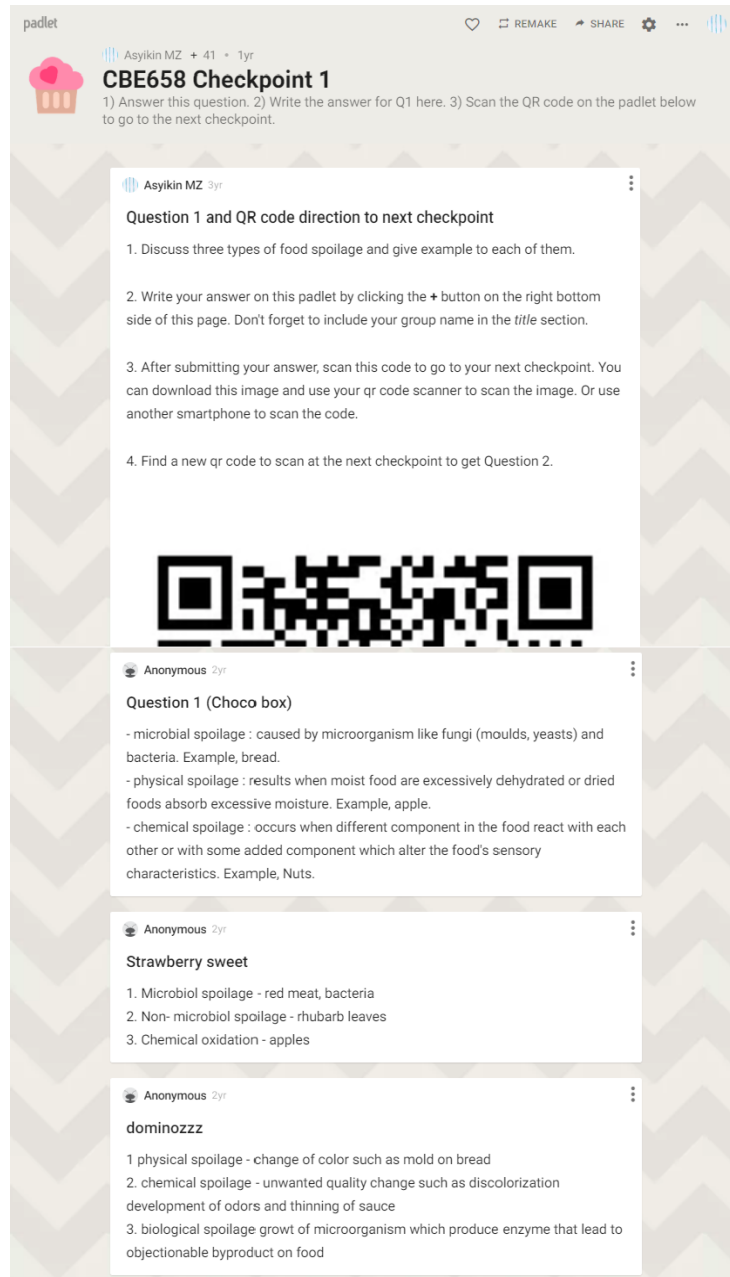 padlet
REMAKE
SHARE
Asyikin MZ + 41 • 1yr
CBE658 Checkpoint 1
1) Answer this question. 2) Write the answer for Q1 here. 3) Scan the QR code on the padlet below
to go to the next checkpoint.
Asyikin MZ 3yr
Question 1 and QR code direction to next checkpoint
1. Discuss three types of food spoilage and give example to each of them.
2. Write your answer on this padlet by clicking the + button on the right bottom
side of this page. Don't forget to include your group name in the title section.
3. After submitting your answer, scan this code to go to your next checkpoint. You
can download this image and use your qr code scanner to scan the image. Or use
another smartphone to scan the code.
4. Find a new qr code to scan at the next checkpoint to get Question 2.
Anonymous 2yr
Question 1 (Choco box)
- microbial spoilage : caused by microorganism like fungi (moulds, yeasts) and
bacteria. Example, bread.
- physical spoilage : results when moist food are excessively dehydrated or dried
foods absorb excessive moisture. Example, apple.
- chemical spoilage : occurs when different component in the food react with each
other or with some added component which alter the food's sensory
characteristics. Example, Nuts.
Anonymous 2yr
Strawberry sweet
1. Microbiol spoilage - red meat, bacteria
2. Non- microbiol spoilage - rhubarb leaves
3. Chemical oxidation - apples
Anonymous 2yr
dominozzz
1 physical spoilage - change of color such as mold on bread
2. chemical spoilage - unwanted quality change such as discolorization
development of odors and thinning of sauce
3. biological spoilage growt of microorganism which produce enzyme that lead to
objectionable byproduct on food